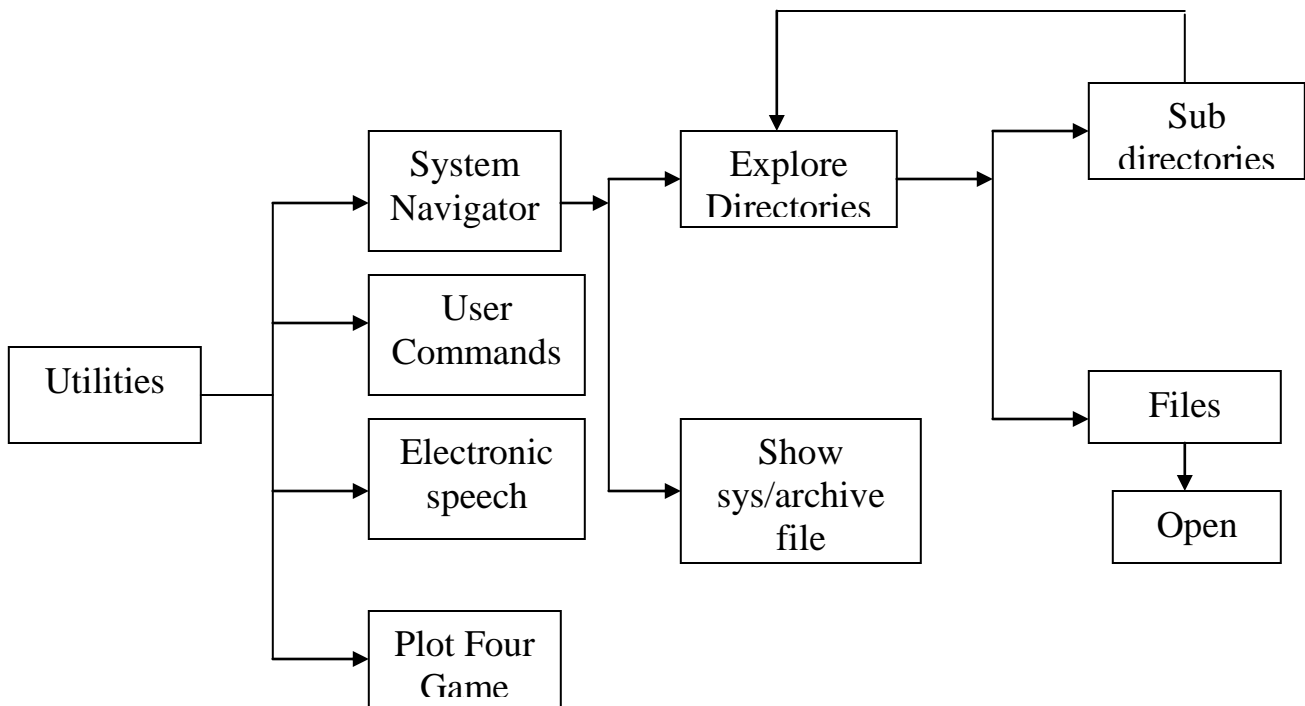 Utilities
System
Navigator
User
Commands
Electronic
speech
Plot Four
Game
Explore
Directories
Show
sys/archive
file
Sub
directories
Files
Open